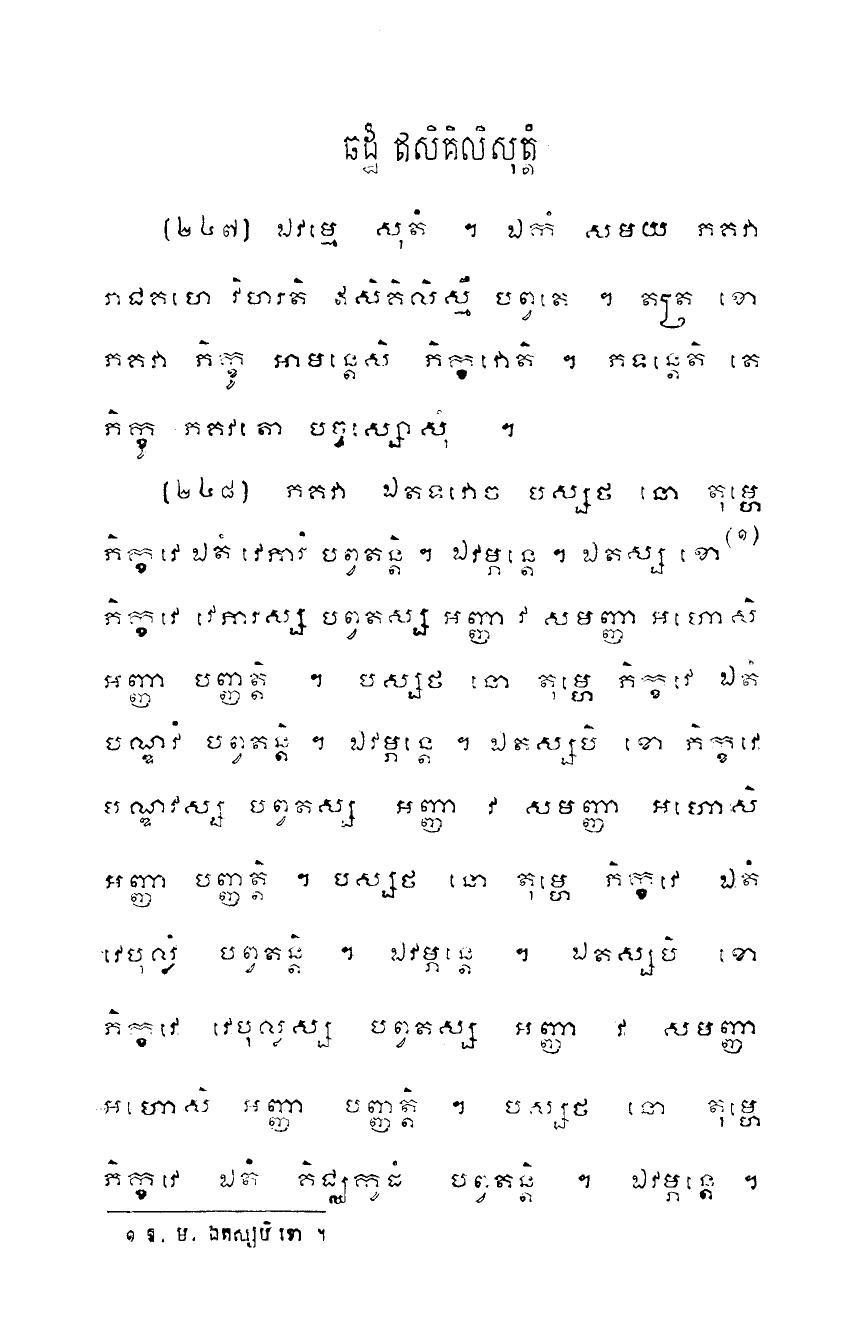 ឆដ្ឋំ ឥសិគិលិសុត្តំ
(២៤៧) ឯវម្មេ សុតំ ។ ឯកំ សមយ ភគវា
រាជគហេ វិហរតិ ឥសិគិលិស្មឹ បព្វតេ ។ តត្រ ខោ
ភគវា ភិក្ខូ អាមន្តេសិ ភិក្ខវោតិ ។ ភទន្តេតិ តេ
ភិក្ខូ ភគវតោ បច្ចស្សោសុំ ។
(២៤៨) ភគវា ឯតទវោច បស្សថ នោ តុម្ហេ
ភិក្ខវេ ឯតំ វេភារំ បព្វតន្តិ ។ ឯវម្ភន្តេ ។ ឯតស្ស ខោ(១)
ភិក្ខវេ វេភារស្ស បព្វតស្ស អញ្ញា វ សមញ្ញា អហោសិ
អញ្ញា បញ្ញត្តិ ។ បស្សថ នោ តុម្ហេ ភិក្ខវេ ឯតំ
បណ្ឌវំ បព្វតន្តិ ។ ឯវម្ភន្តេ ។ ឯតស្សបិ ខោ ភិក្ខវេ
បណ្ឌវស្ស បព្វតស្ស អញ្ញា វ សមញ្ញា អហោសិ
អញ្ញា បញ្ញត្តិ ។ បស្សថ នោ តុម្ហេ ភិក្ខវេ ឯតំ
វេបុល្លំ បព្វតន្តិ ។ ឯវម្ភន្តេ ។ ឯតស្សបិ ខោ
ភិក្ខវេ វេបុល្លស្ស បព្វតស្ស អញ្ញា វ សមញ្ញា
អហោសិ អញ្ញា បញ្ញត្តិ ។ បស្សថ នោ តុម្ហេ
ភិក្ខវេ ឯតំ គិជ្ឈកូដំ បព្វតន្តិ ។ ឯវម្ភន្តេ ។
១ ឱ. ម. ឯតស្សបិ ខោ ។